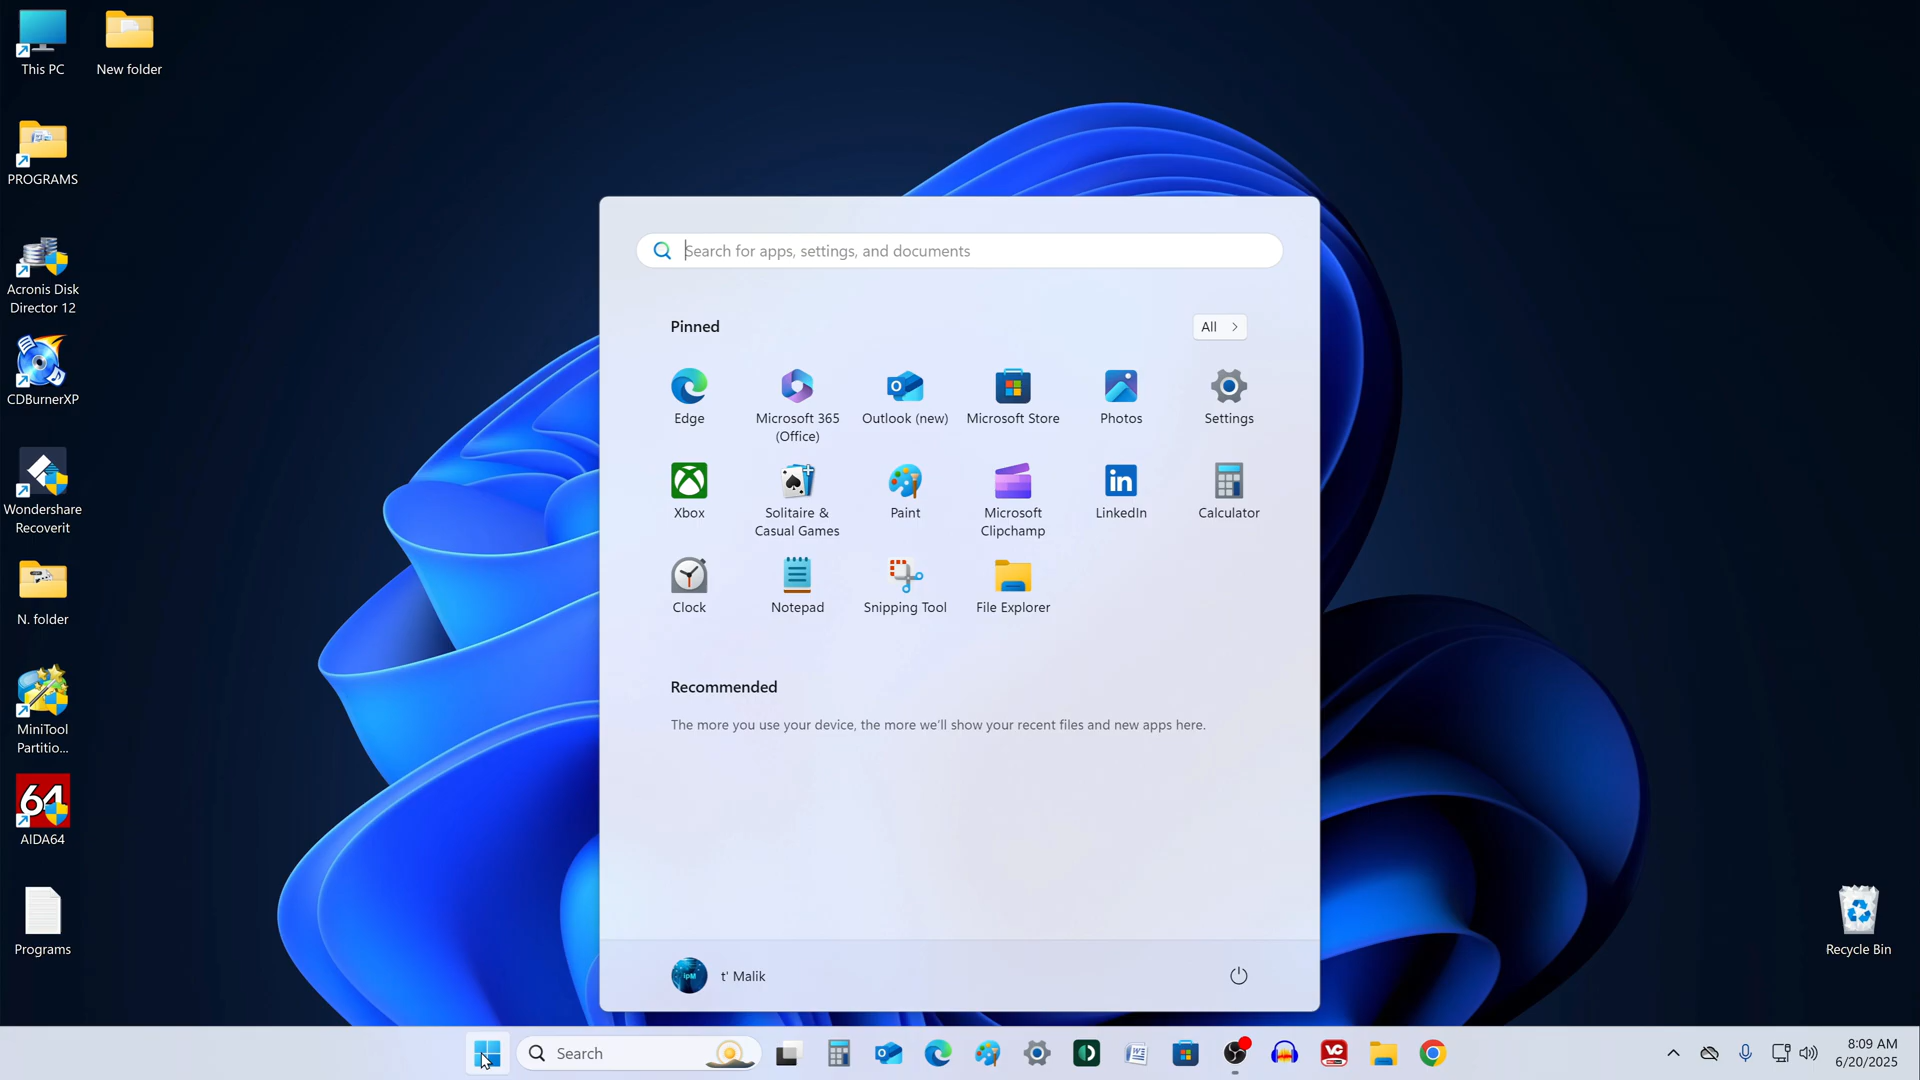 This PC
New folder
PROGRAMS
Acronis Disk
Director 12
CDBurnerXP
Wondershare
Recoverit
N. folder
MiniTool
Partitio...
64
AIDA64
Programs
Search for apps, settings, and documents
Pinned
All
Edge
Microsoft 365
(Office)
Outlook (new)
Microsoft Store
Photos
Settings
Xbox
Solitaire &
Casual Games
Paint
Microsoft
Clipchamp
LinkedIn
Calculator
Clock
Notepad
Snipping Tool
File Explorer
Recommended
The more you use your device, the more we'll show your recent files and new apps here.
ipM
t' Malik
Recycle Bin
Search
8:09 AM
6/20/2025